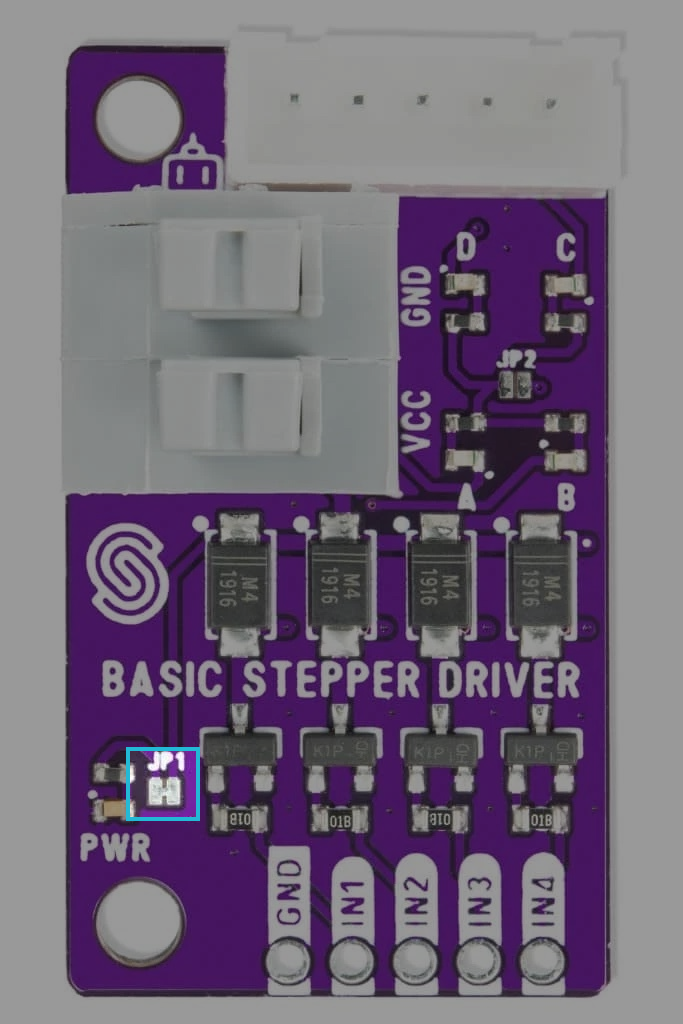 D C
GND
JP2
VCC
A B
M4 1916
M4 1916
M4 1916
M4 1916
BASIC STEPPER DRIVER
K1P K1P K1P K1P
JP1
01B 01B 01B 01B
PWR
GND IN1 IN2 IN3 IN4